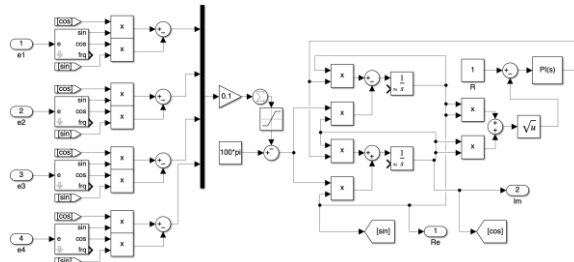 [cos]
1
e1
e
sin
cos
frq
[sin]
x
x
[cos]
2
e2
e
sin
cos
frq
[sin]
x
x
[cos]
3
e3
e
sin
cos
frq
[sin]
x
x
[cos]
4
e4
e
sin
cos
frq
[sin]
x
x
0.1
100*pi
x
x
x
x
1
s
1
s
1
R
PI(s)
x
x
√u
2
Im
[sin]
1
Re
[cos]